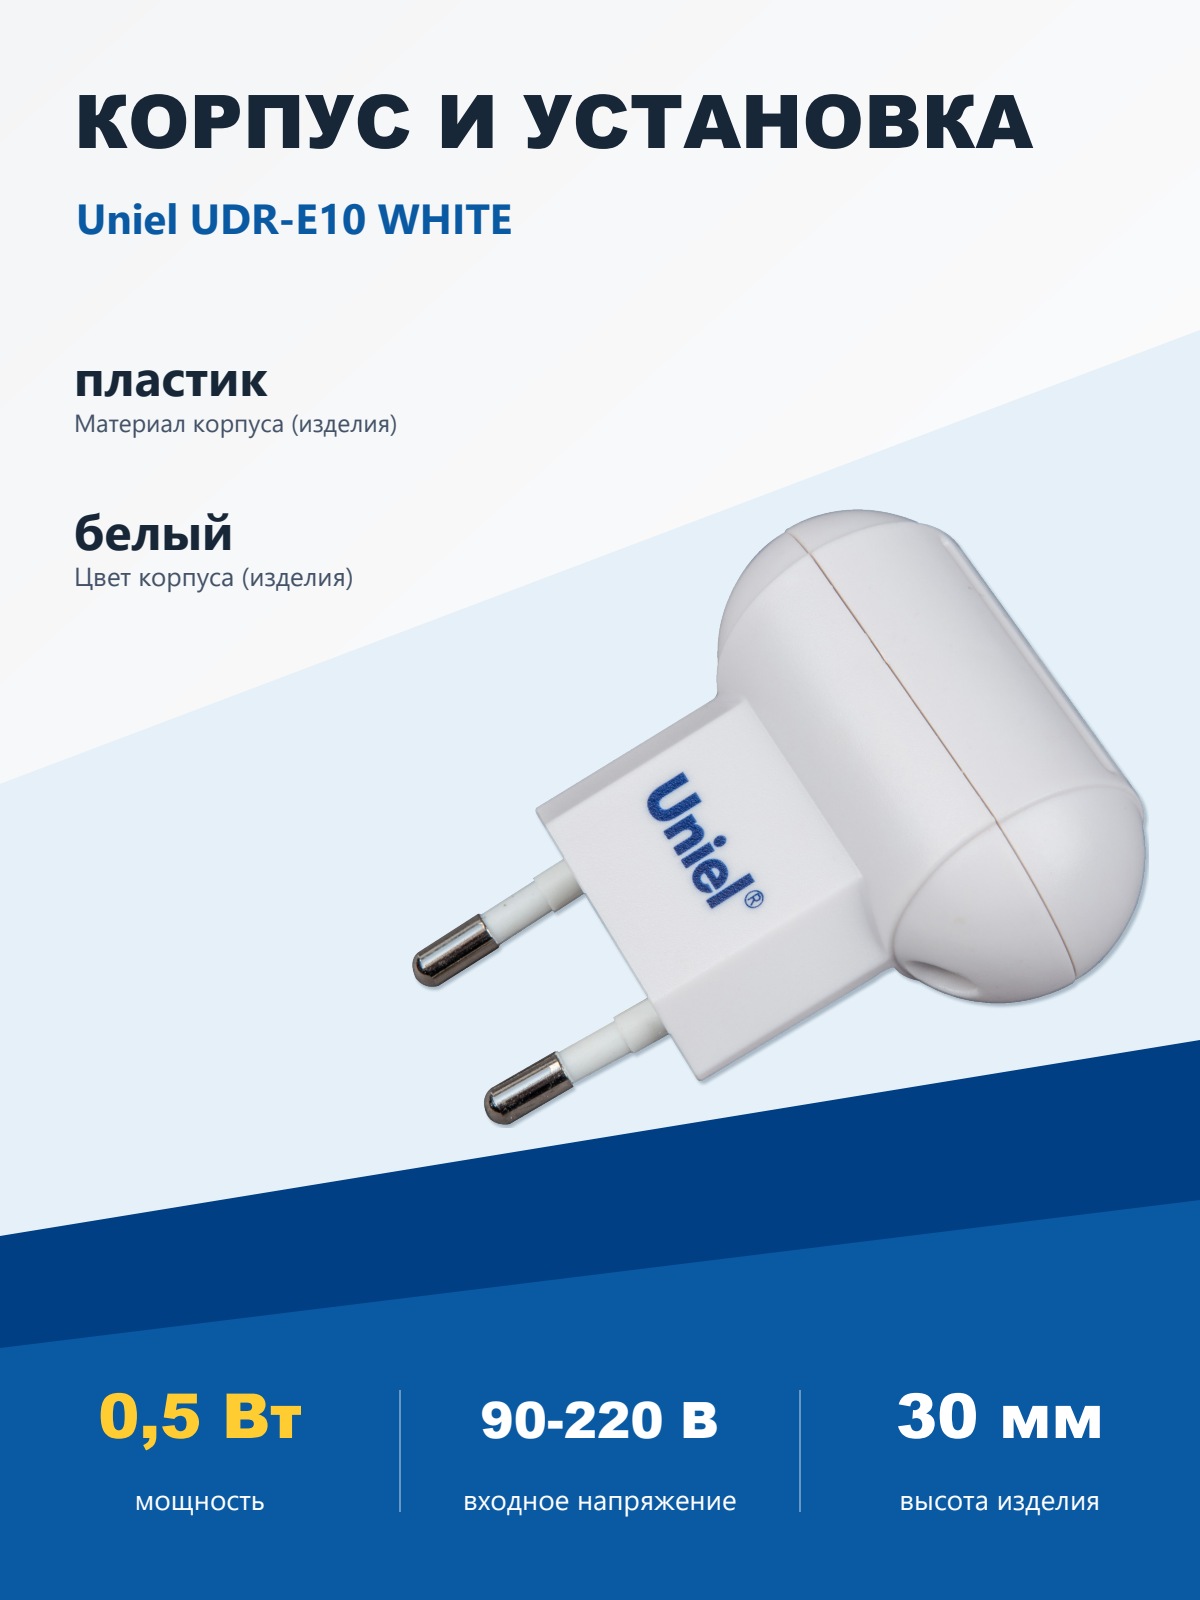 КОРПУС И УСТАНОВКА
Uniel UDR-E10 WHITE
пластик
Материал корпуса (изделия)
белый
Цвет корпуса (изделия)
Uniel®
0,5 Вт
мощность
90-220 В
входное напряжение
30 мм
высота изделия